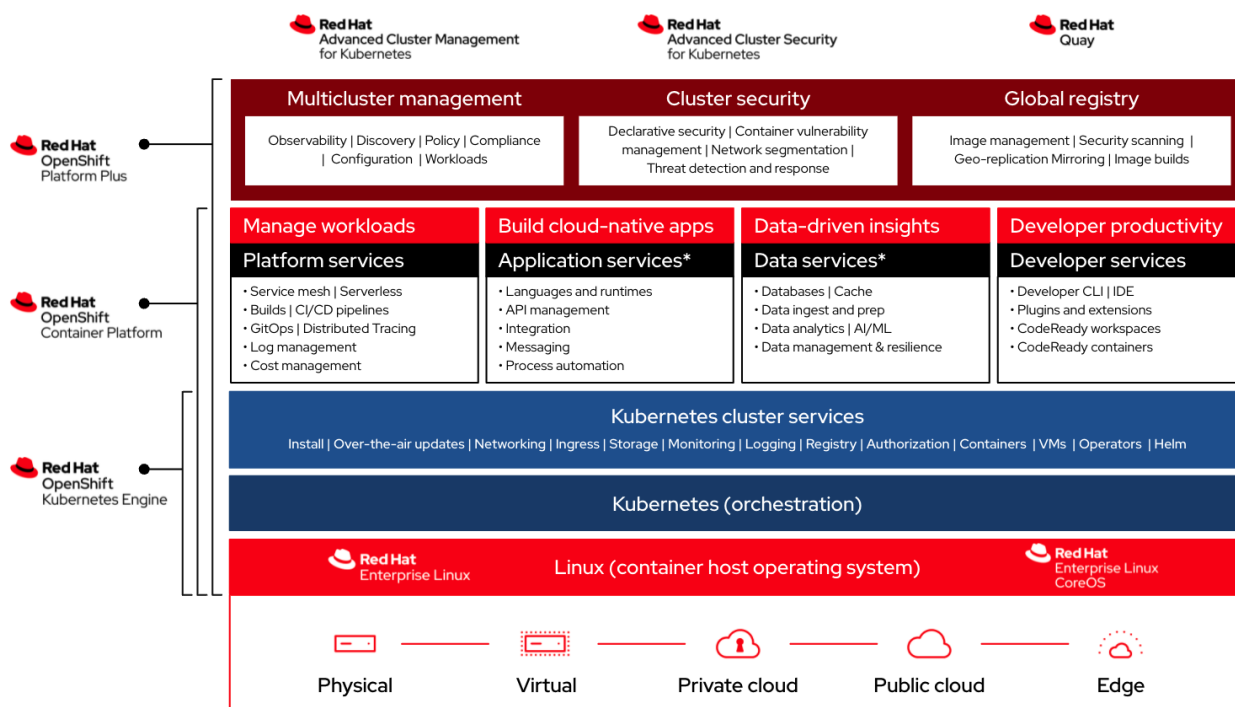 Red Hat
Advanced Cluster Management
for Kubernetes
Red Hat
Advanced Cluster Security
for Kubernetes
Red Hat
Quay
Red Hat
OpenShift
Platform Plus
Multicluster management
Observability | Discovery | Policy | Compliance
| Configuration | Workloads
Cluster security
Declarative security | Container vulnerability
management | Network segmentation |
Threat detection and response
Global registry
Image management | Security scanning |
Geo-replication Mirroring | Image builds
Red Hat
OpenShift
Container Platform
Manage workloads
Platform services
• Service mesh | Serverless
• Builds | CI/CD pipelines
• GitOps | Distributed Tracing
• Log management
• Cost management
Build cloud-native apps
Application services*
• Languages and runtimes
• API management
• Integration
• Messaging
• Process automation
Data-driven insights
Data services*
• Databases | Cache
• Data ingest and prep
• Data analytics | AI/ML
• Data management & resilience
Developer productivity
Developer services
• Developer CLI | IDE
• Plugins and extensions
• CodeReady workspaces
• CodeReady containers
Red Hat
OpenShift
Kubernetes Engine
Kubernetes cluster services
Install | Over-the-air updates | Networking | Ingress | Storage | Monitoring | Logging | Registry | Authorization | Containers | VMs | Operators | Helm
Kubernetes (orchestration)
Red Hat
Enterprise Linux
Linux (container host operating system)
Red Hat
Enterprise Linux
CoreOS
Physical
Virtual
Private cloud
Public cloud
Edge